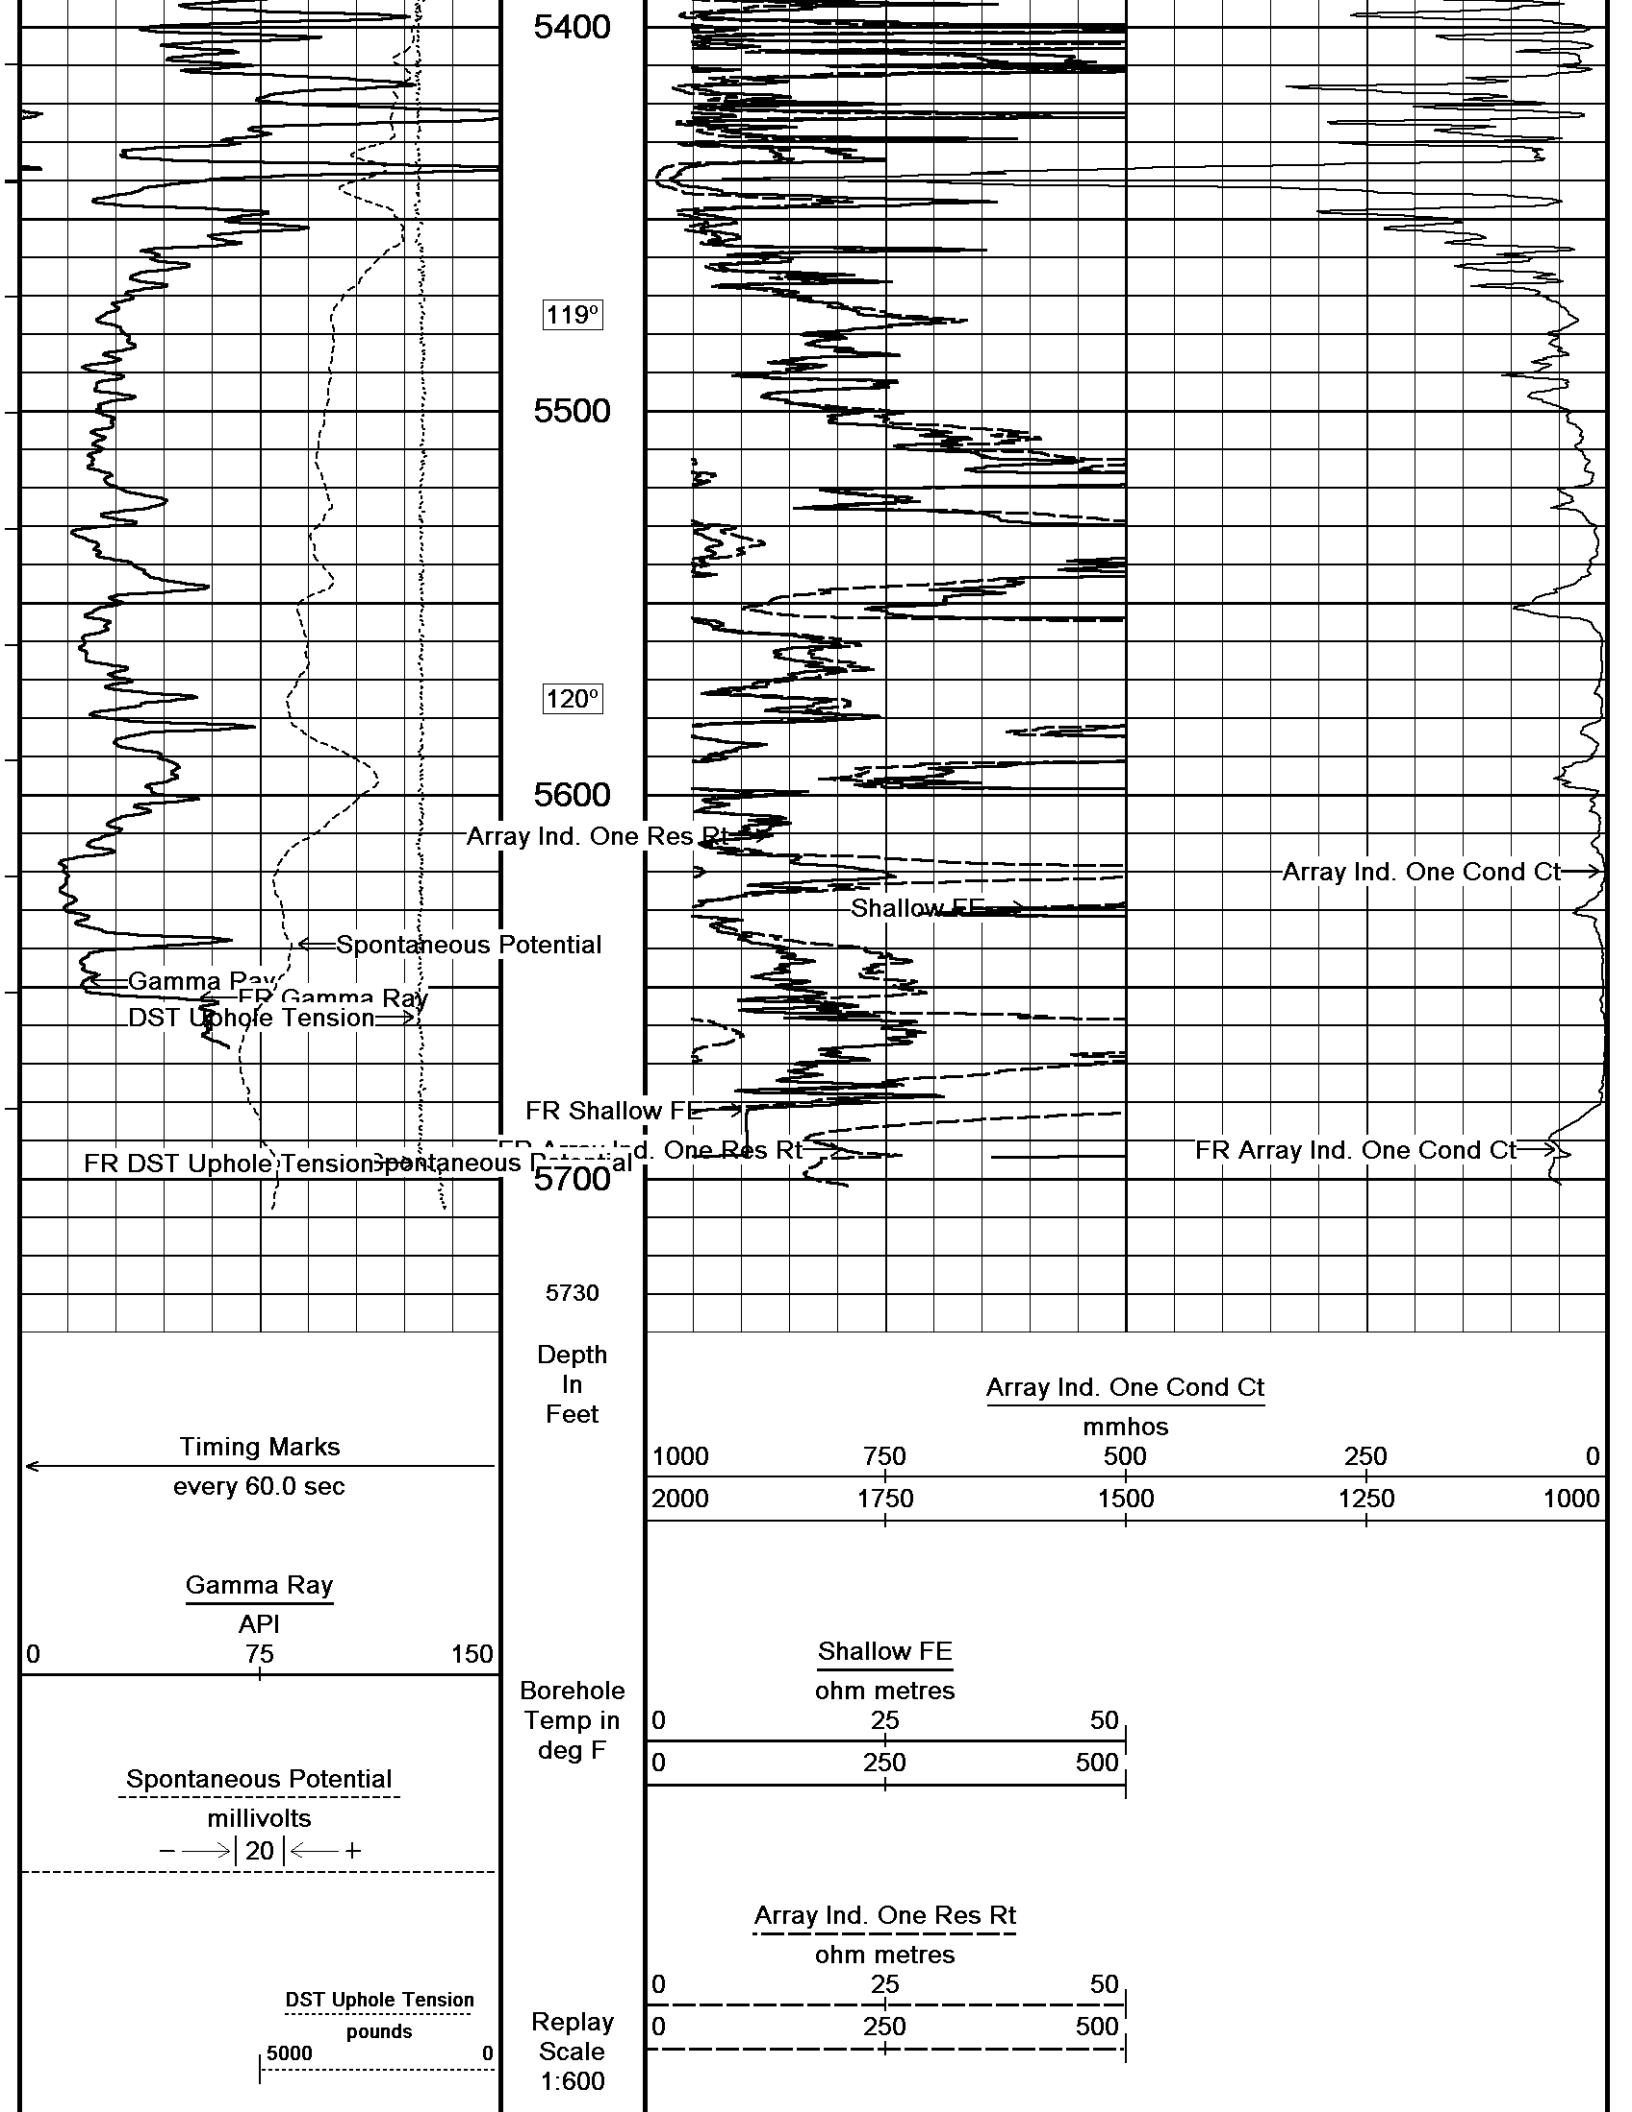 5400
119º
5500
120º
5600
Array Ind. One Res Rt
Array Ind. One Cond Ct
Shallow FE
Spontaneous Potential
Gamma Ray
FR Gamma Ray
DST Uphole Tension
FR Shallow FE
FR Array Ind. One Res Rt
FR Array Ind. One Cond Ct
FR DST Uphole Tension
Spontaneous Potential
5700
5730
Depth
In
Feet
Array Ind. One Cond Ct
mmhos
1000 750 500 250 0
2000 1750 1500 1250 1000
Timing Marks
every 60.0 sec
Gamma Ray
API
0 75 150
Shallow FE
ohm metres
0 25 50
0 250 500
Borehole
Temp in
deg F
Spontaneous Potential
millivolts
− 20 +
Array Ind. One Res Rt
ohm metres
0 25 50
0 250 500
DST Uphole Tension
pounds
5000 0
Replay
Scale
1:600